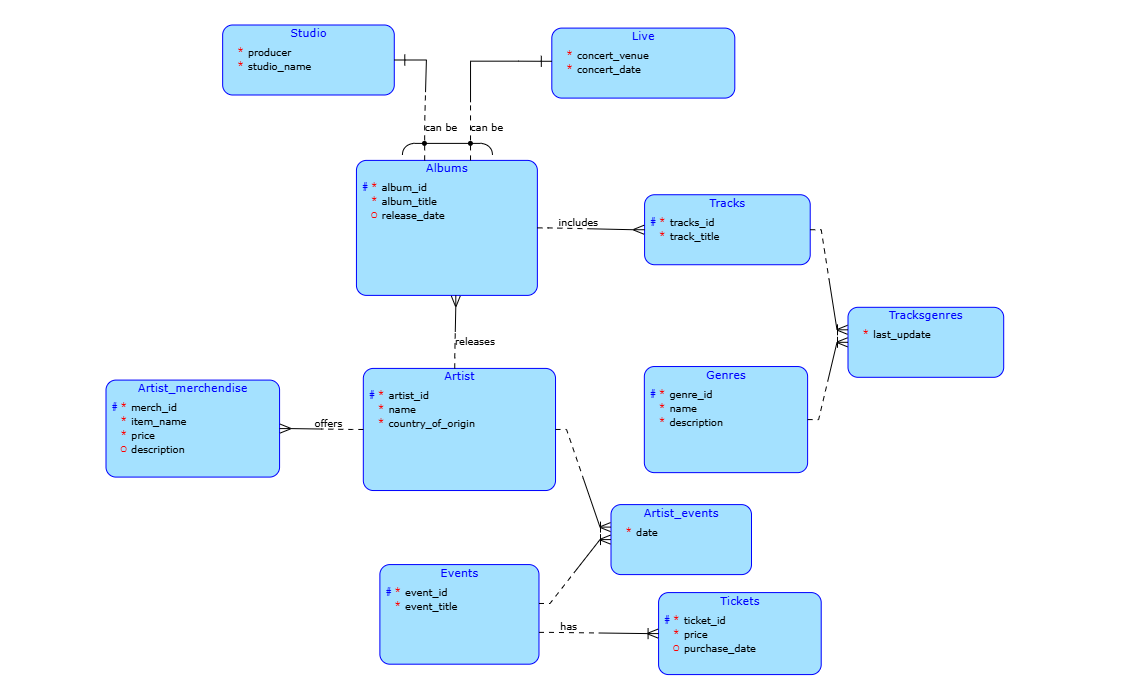 Studio
* producer
* studio_name
Live
* concert_venue
* concert_date
can be
can be
Albums
# * album_id
* album_title
o release_date
includes
Tracks
# * tracks_id
* track_title
Tracksgenres
* last_update
releases
Artist_merchendise
# * merch_id
* item_name
* price
o description
offers
Artist
# * artist_id
* name
* country_of_origin
Genres
# * genre_id
* name
* description
Artist_events
* date
Events
# * event_id
* event_title
has
Tickets
# * ticket_id
* price
o purchase_date